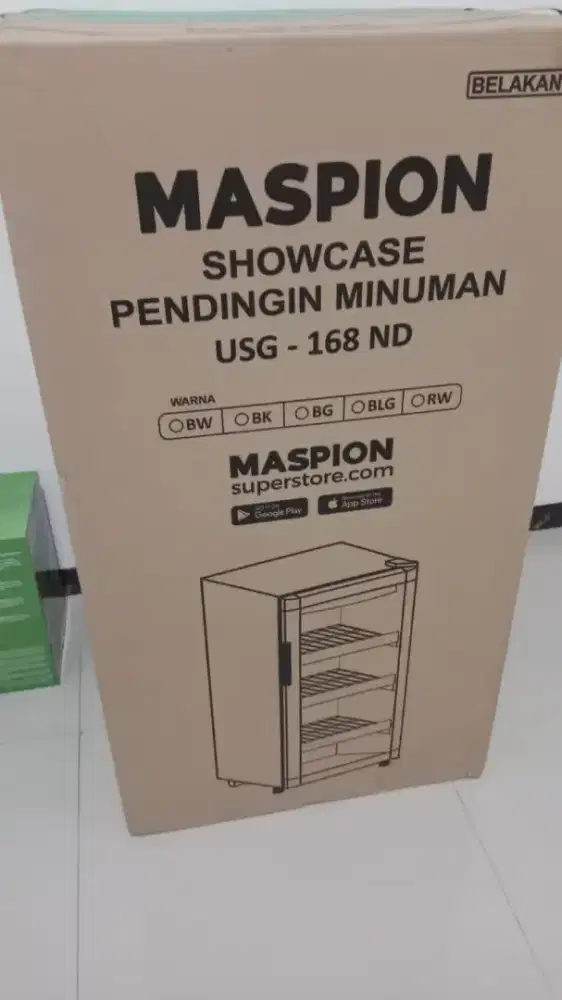 BELAKAN
MASPION
SHOWCASE
PENDINGIN MINUMAN
USG - 168 ND
WARNA
BW BK BG BLG RW
MASPION
superstore.com
Google Play App Store